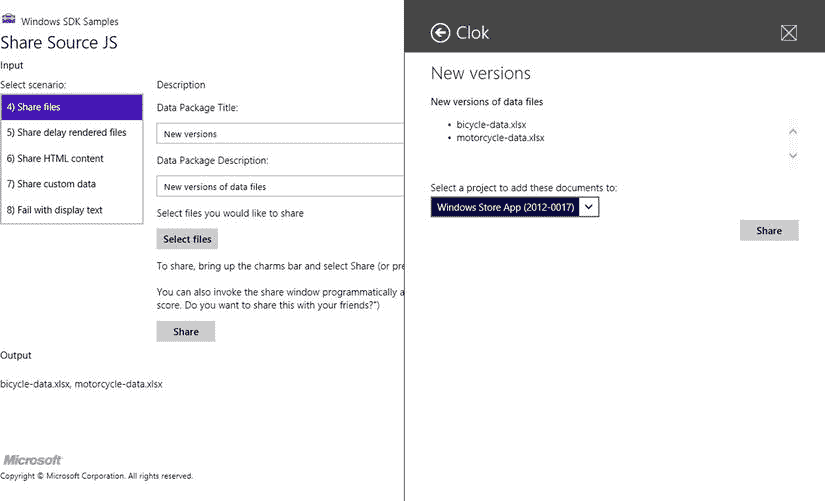 Windows SDK Samples
Share Source JS
Input
Select scenario:
4) Share files
5) Share delay rendered files
6) Share HTML content
7) Share custom data
8) Fail with display text
Description
Data Package Title:
New versions
Data Package Description:
New versions of data files
Select files you would like to share
Select files
To share, bring up the charms bar and select Share (or pre
You can also invoke the share window programmatically a
score. Do you want to share this with your friends?")
Share
Output
bicycle-data.xlsx, motorcycle-data.xlsx
Microsoft
Copyright © Microsoft Corporation. All rights reserved.
Clok
New versions
New versions of data files
• bicycle-data.xlsx
• motorcycle-data.xlsx
Select a project to add these documents to:
Windows Store App (2012-0017)
Share